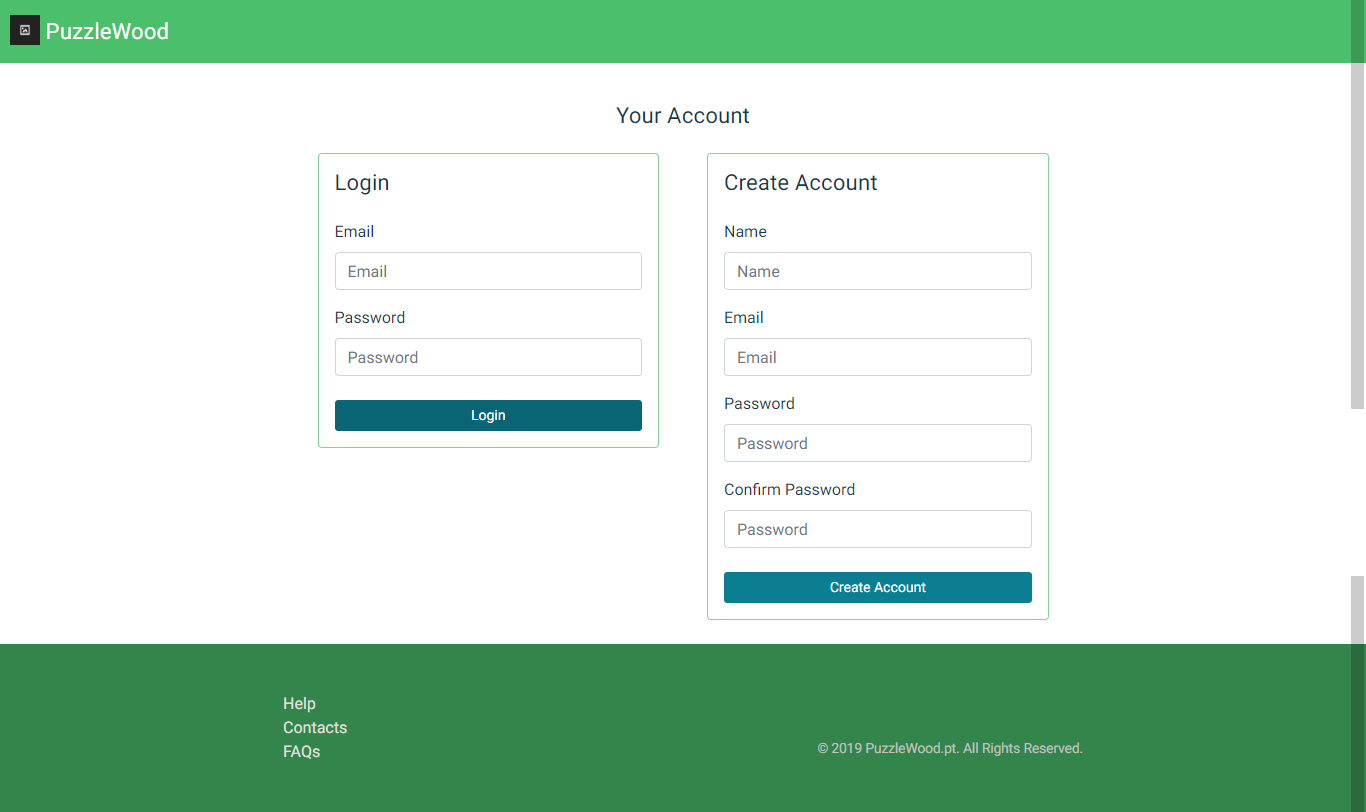 PuzzleWood
Your Account
Login
Email
Email
Password
Password
Login
Create Account
Name
Name
Email
Email
Password
Password
Confirm Password
Password
Create Account
Help
Contacts
FAQs
© 2019 PuzzleWood.pt. All Rights Reserved.